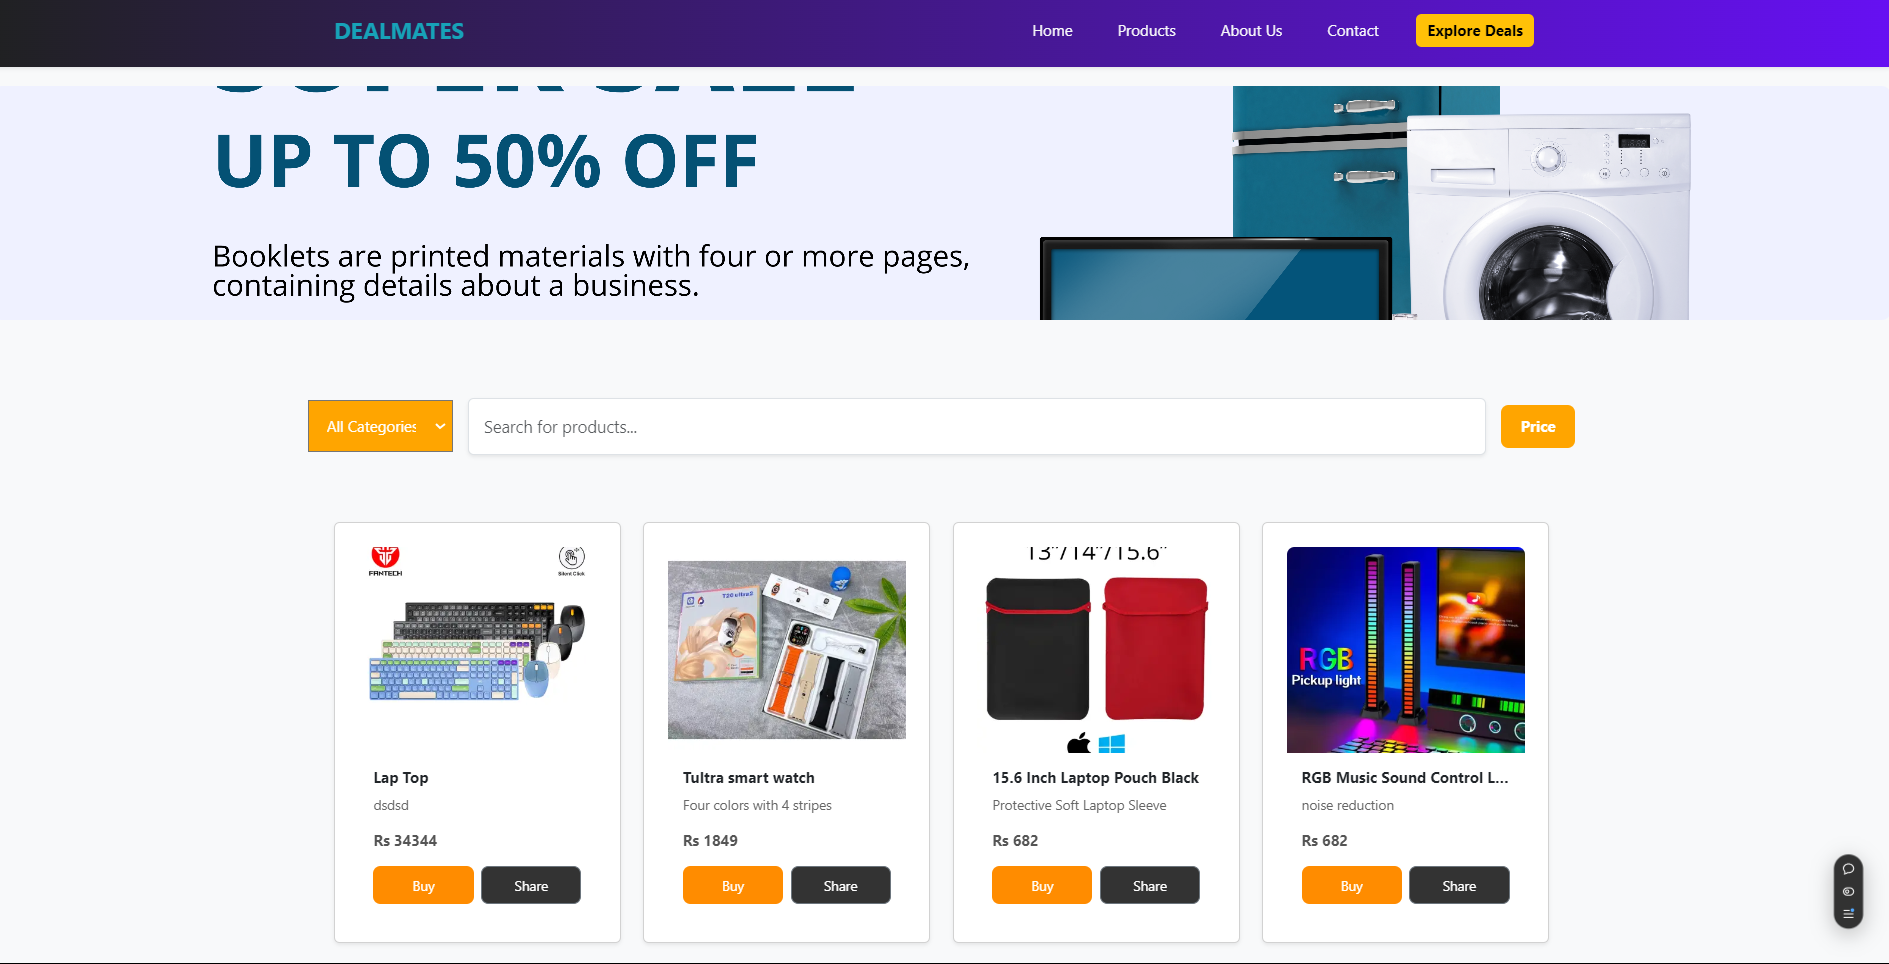 DEALMATES
Home
Products
About Us
Contact
Explore Deals
SUPER SALE
UP TO 50% OFF
Booklets are printed materials with four or more pages,
containing details about a business.
All Categories
Search for products...
Price
FANTECH
Silent Click
Lap Top
dsdsd
Rs 34344
Buy
Share
Tultra smart watch
Four colors with 4 stripes
Rs 1849
Buy
Share
13"/14"/15.6"
15.6 Inch Laptop Pouch Black
Protective Soft Laptop Sleeve
Rs 682
Buy
Share
RGB
Pickup light
RGB Music Sound Control L...
noise reduction
Rs 682
Buy
Share